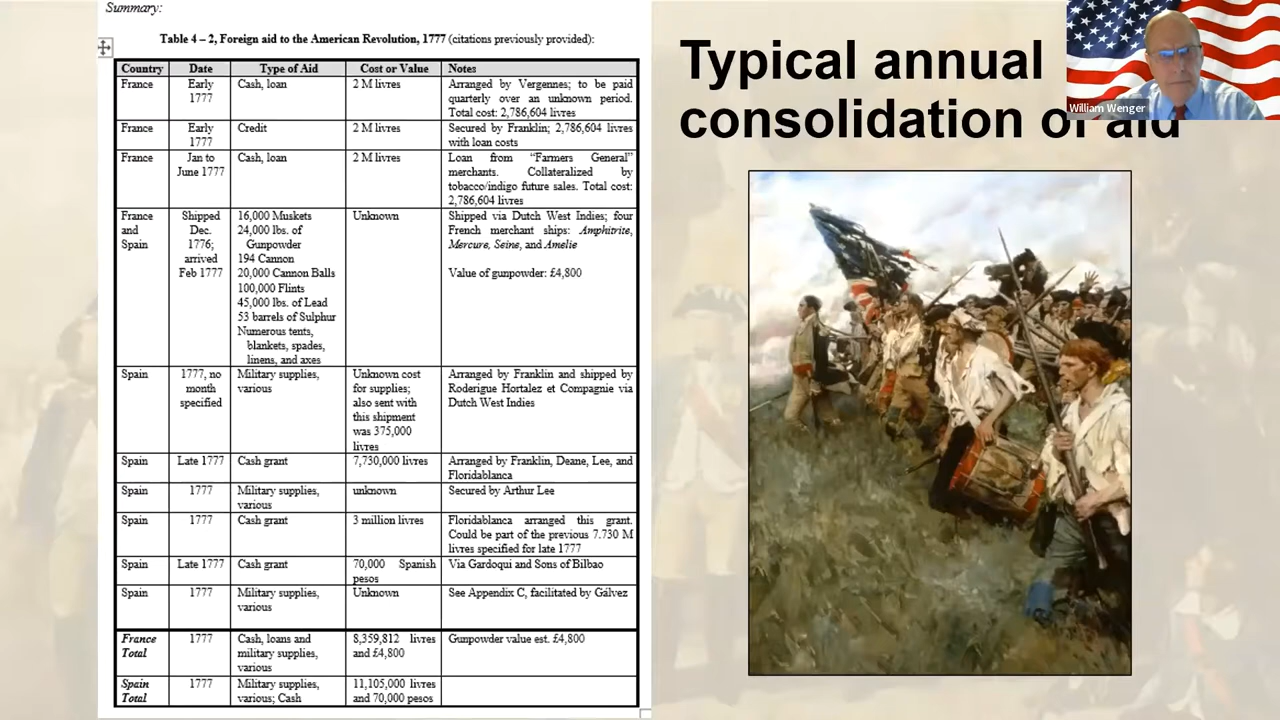 Summary:
Table 4 – 2, Foreign aid to the American Revolution, 1777 (citations previously provided):
Country Date Type of Aid Cost or Value Notes
France Early 1777 Cash, loan 2 M livres Arranged by Vergennes; to be paid
quarterly over an unknown period.
Total cost: 2,786,604 livres
France Early 1777 Credit 2 M livres Secured by Franklin; 2,786,604 livres
with loan costs
France Jan to June 1777 Cash, loan 2 M livres Loan from “Farmers General”
merchants. Collateralized by
tobacco/indigo future sales. Total cost:
2,786,604 livres
France and Spain Shipped Dec. 1776; arrived Feb 1777 16,000 Muskets Unknown Shipped via Dutch West Indies; four
24,000 lbs. of French merchant ships: Amphitrite,
Gunpowder Mercure, Seine, and Amelie
194 Cannon
20,000 Cannon Balls Value of gunpowder: £4,800
100,000 Flints
45,000 lbs. of Lead
53 barrels of Sulphur
Numerous tents,
blankets, spades,
linens, and axes
Spain 1777, no month specified Military supplies, various Unknown cost for supplies; also sent with this shipment was 375,000 livres Arranged by Franklin and shipped by
Roderigue Hortalez et Compagnie via
Dutch West Indies
Spain Late 1777 Cash grant 7,730,000 livres Arranged by Franklin, Deane, Lee, and
Floridablanca
Spain 1777 Military supplies, various unknown Secured by Arthur Lee
Spain 1777 Cash grant 3 million livres Floridablanca arranged this grant.
Could be part of the previous 7.730 M
livres specified for late 1777
Spain Late 1777 Cash grant 70,000 Spanish pesos Via Gardoqui and Sons of Bilbao
Spain 1777 Military supplies, various Unknown See Appendix C, facilitated by Gálvez
France Total 1777 Cash, loans and military supplies, various 8,359,812 livres and £4,800 Gunpowder value est. £4,800
Spain Total 1777 Military supplies, various; Cash 11,105,000 livres and 70,000 pesos
Typical annual
consolidation of aid
William Wenger